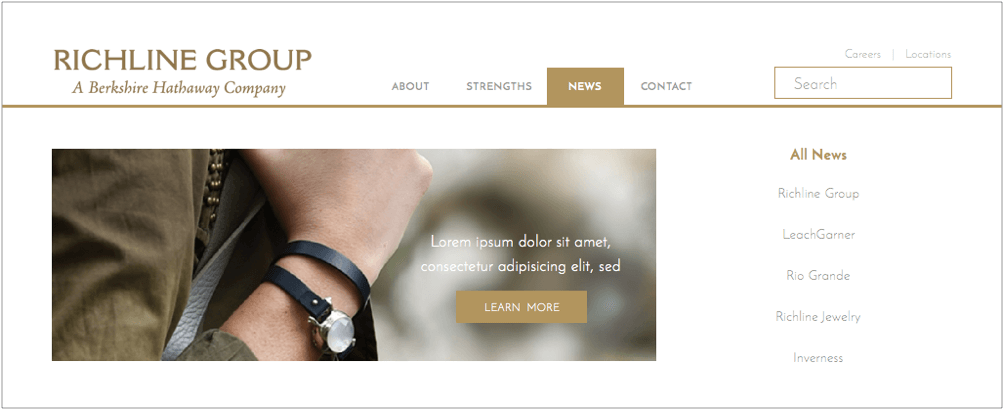 Careers | Locations
RICHLINE GROUP
A Berkshire Hathaway Company
ABOUT STRENGTHS NEWS CONTACT
Search
Lorem ipsum dolor sit amet,
consectetur adipisicing elit, sed
LEARN MORE
All News
Richline Group
LeachGarner
Rio Grande
Richline Jewelry
Inverness